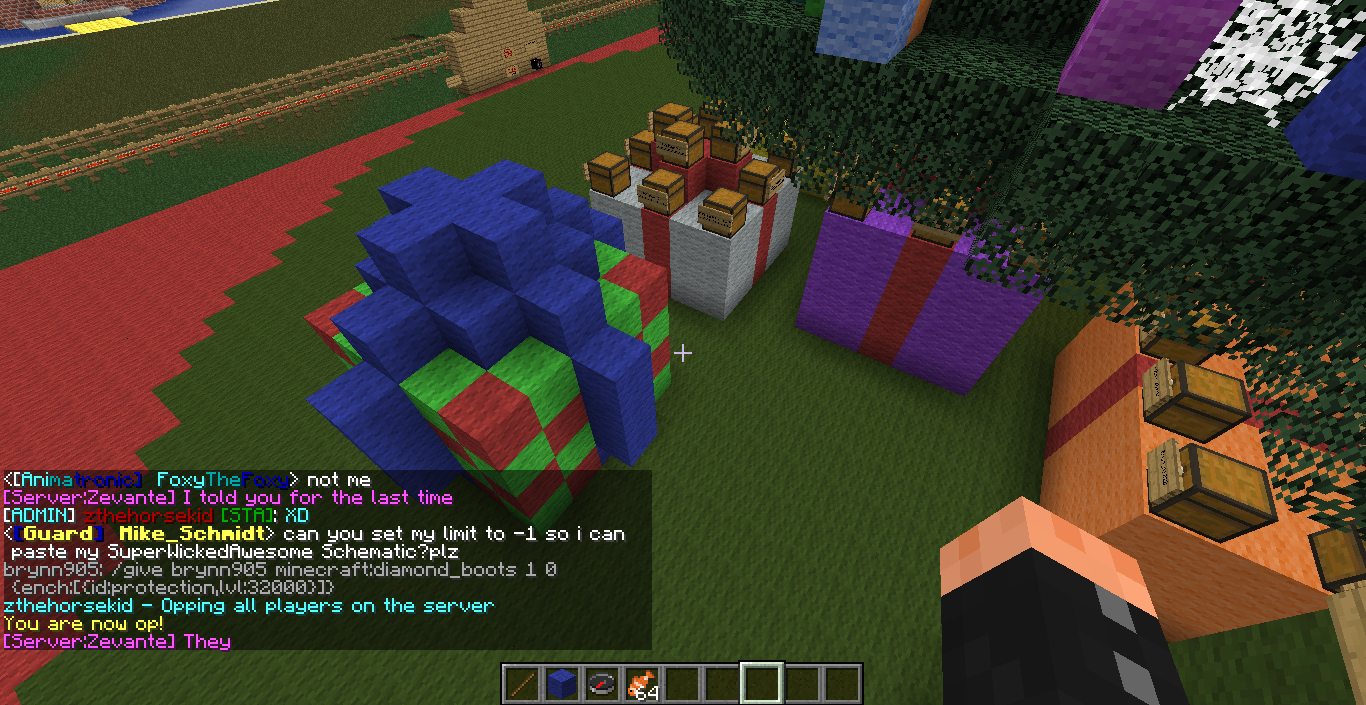 <[Animatronic] FoxyTheFoxy> not me
[Server:Zevante] I told you for the last time
[ADMIN] zthehorsekid [STA]: XD
<[Guard] Mike_Schmidt> can you set my limit to -1 so i can
paste my SuperWickedAwesome Schematic?plz
brynn905: /give brynn905 minecraft:diamond_boots 1 0
{ench:[{id:protection,lvl:32000}]}
zthehorsekid - Opping all players on the server
You are now op!
[Server:Zevante] They
64